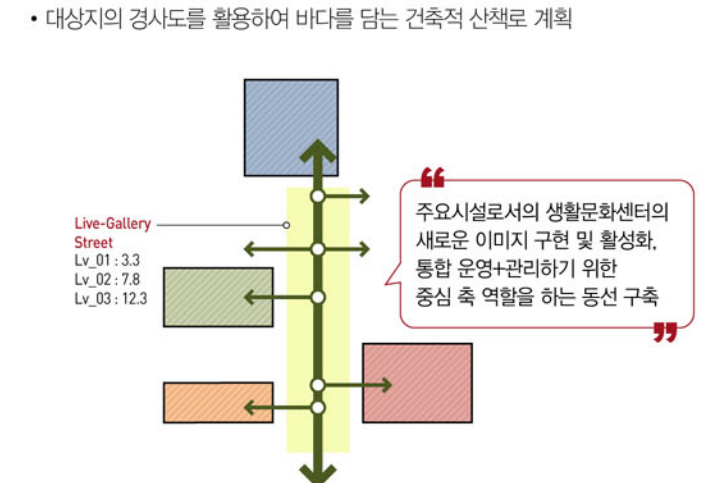 • 대상지의 경사도를 활용하여 바다를 담는 건축적 산책로 계획
Live-Gallery
Street
Lv_01 : 3.3
Lv_02 : 7.8
Lv_03 : 12.3
❝
주요시설로서의 생활문화센터의
새로운 이미지 구현 및 활성화,
통합 운영+관리하기 위한
중심 축 역할을 하는 동선 구축
❞